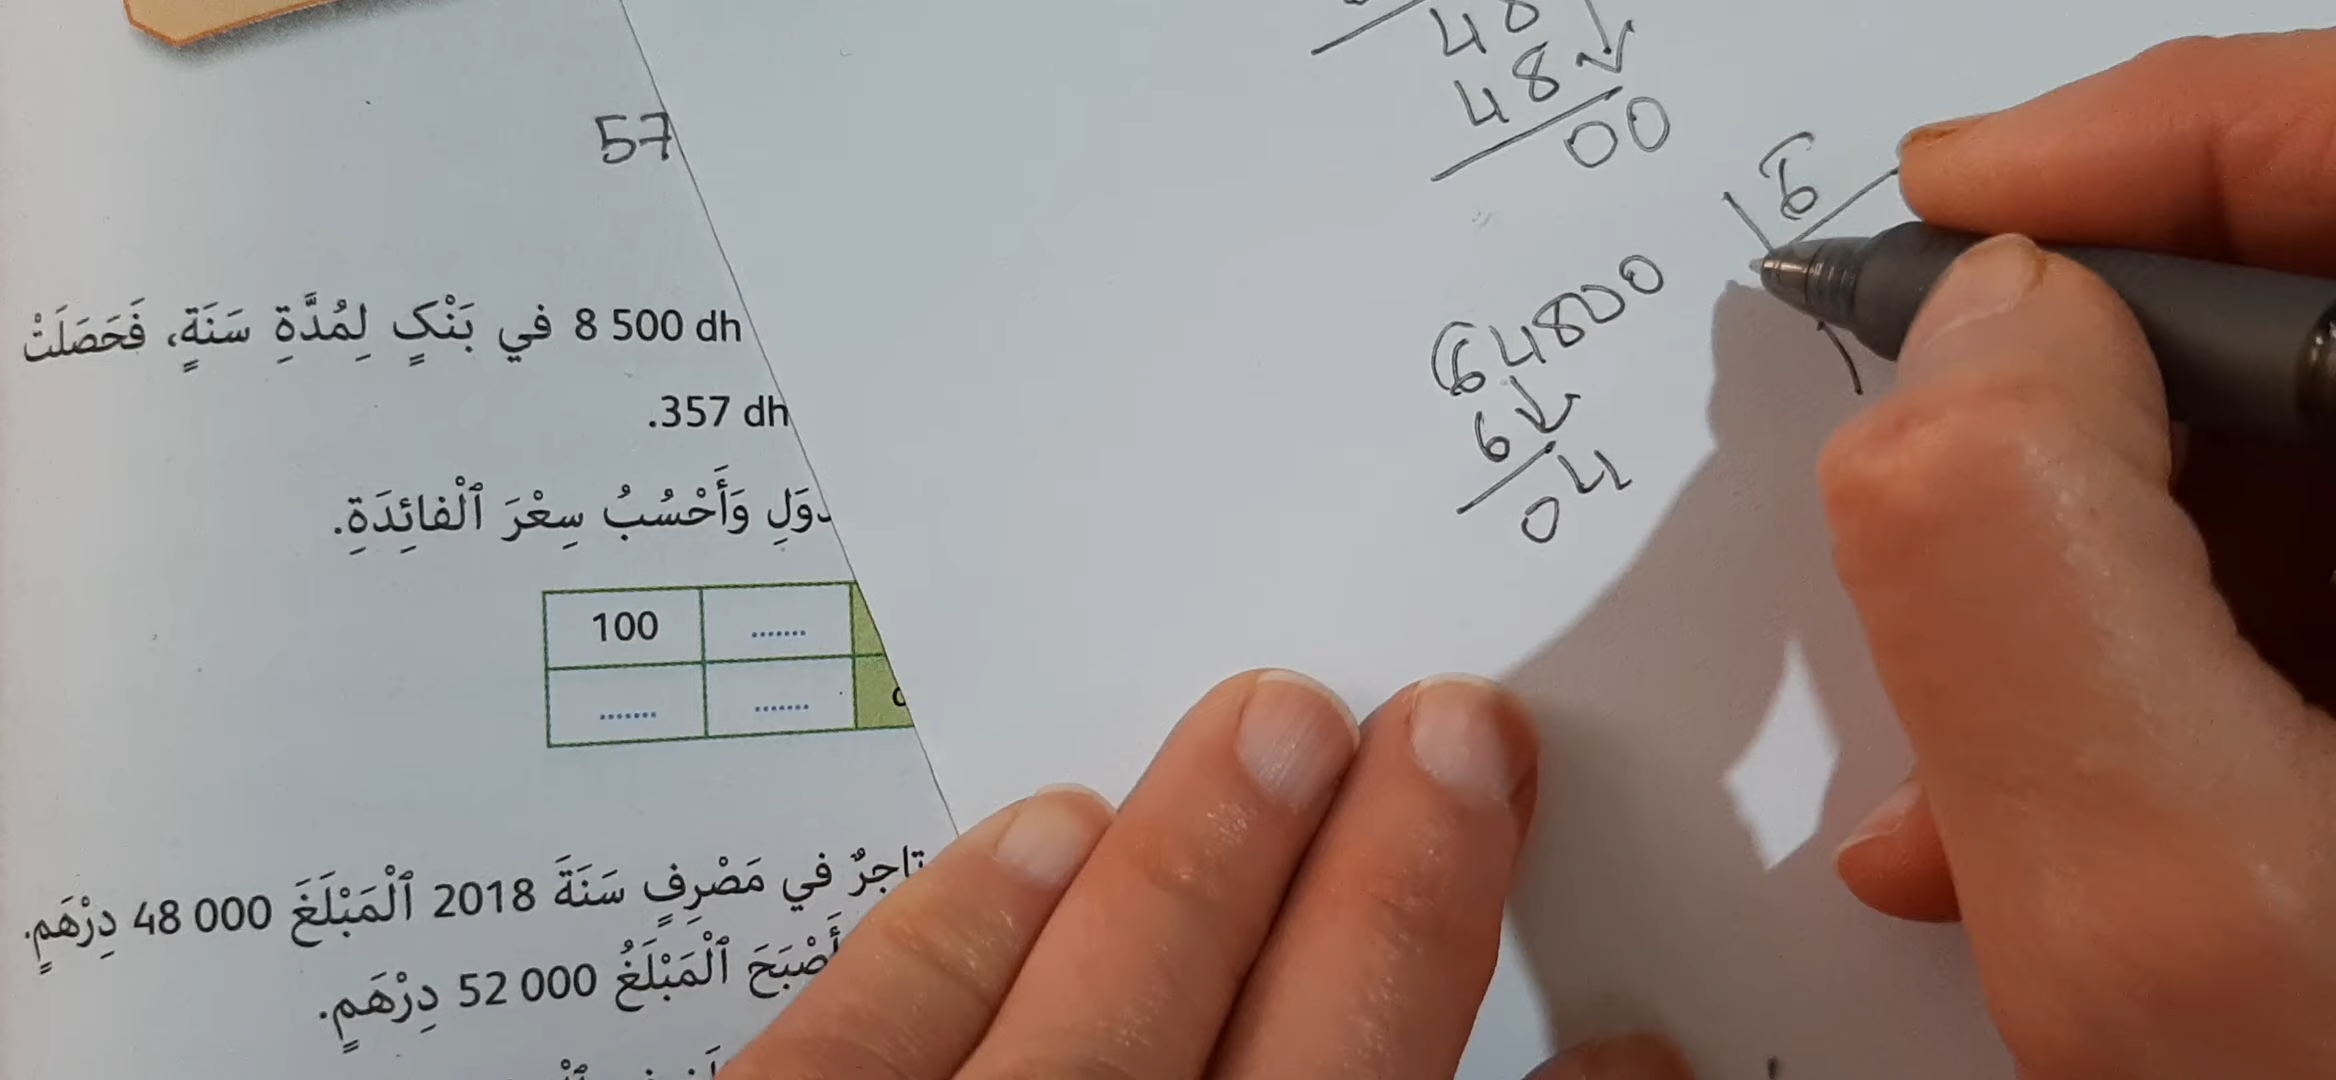 57
8 500 dh في بَنْكٍ لِمُدَّةِ سَنَةٍ، فَحَصَلَتْ
357 dh.
وَأَحْسُبُ سِعْرَ ٱلْفائِدَةِ.
100 .......
....... .......
تاجِرٌ في مَصْرِفٍ سَنَةَ 2018 ٱلْمَبْلَغَ 48 000 دِرْهَمٍ.
أَصْبَحَ ٱلْمَبْلَغُ 52 000 دِرْهَمٍ.
48
48
00
64800
6
6
04